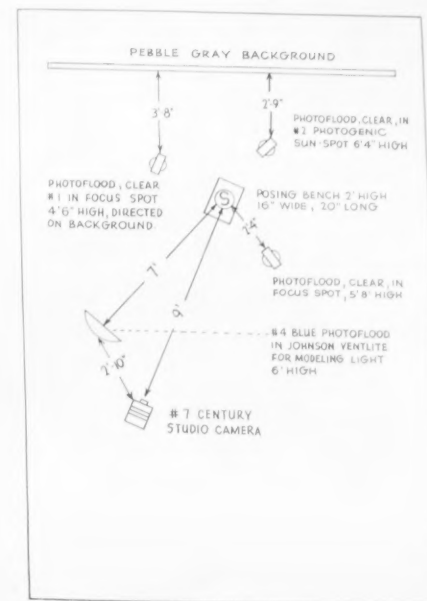 PEBBLE GRAY BACKGROUND
3'-8"
2'-9"
PHOTOFLOOD, CLEAR, IN
#2 PHOTOGENIC
SUN-SPOT 6'4" HIGH
PHOTOFLOOD, CLEAR
#1 IN FOCUS SPOT
4'6" HIGH, DIRECTED
ON BACKGROUND.
S
POSING BENCH 2' HIGH
16" WIDE, 20" LONG
2'4"
7'
9'
PHOTOFLOOD, CLEAR, IN
FOCUS SPOT, 5'8" HIGH
#4 BLUE PHOTOFLOOD
IN JOHNSON VENTLITE
FOR MODELING LIGHT
6' HIGH
2'-10"
#7 CENTURY
STUDIO CAMERA